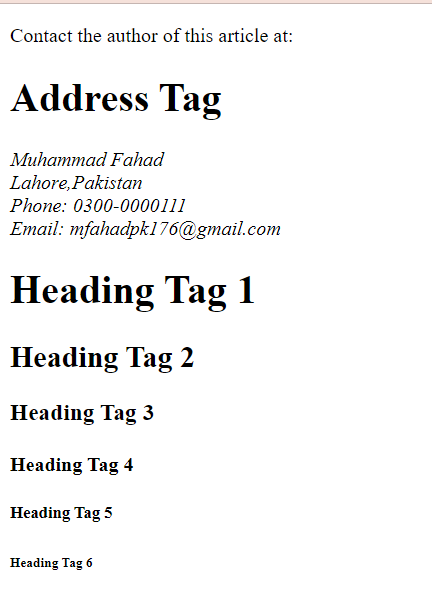 Contact the author of this article at:
Address Tag
Muhammad Fahad
Lahore,Pakistan
Phone: 0300-0000111
Email: mfahadpk176@gmail.com
Heading Tag 1
Heading Tag 2
Heading Tag 3
Heading Tag 4
Heading Tag 5
Heading Tag 6